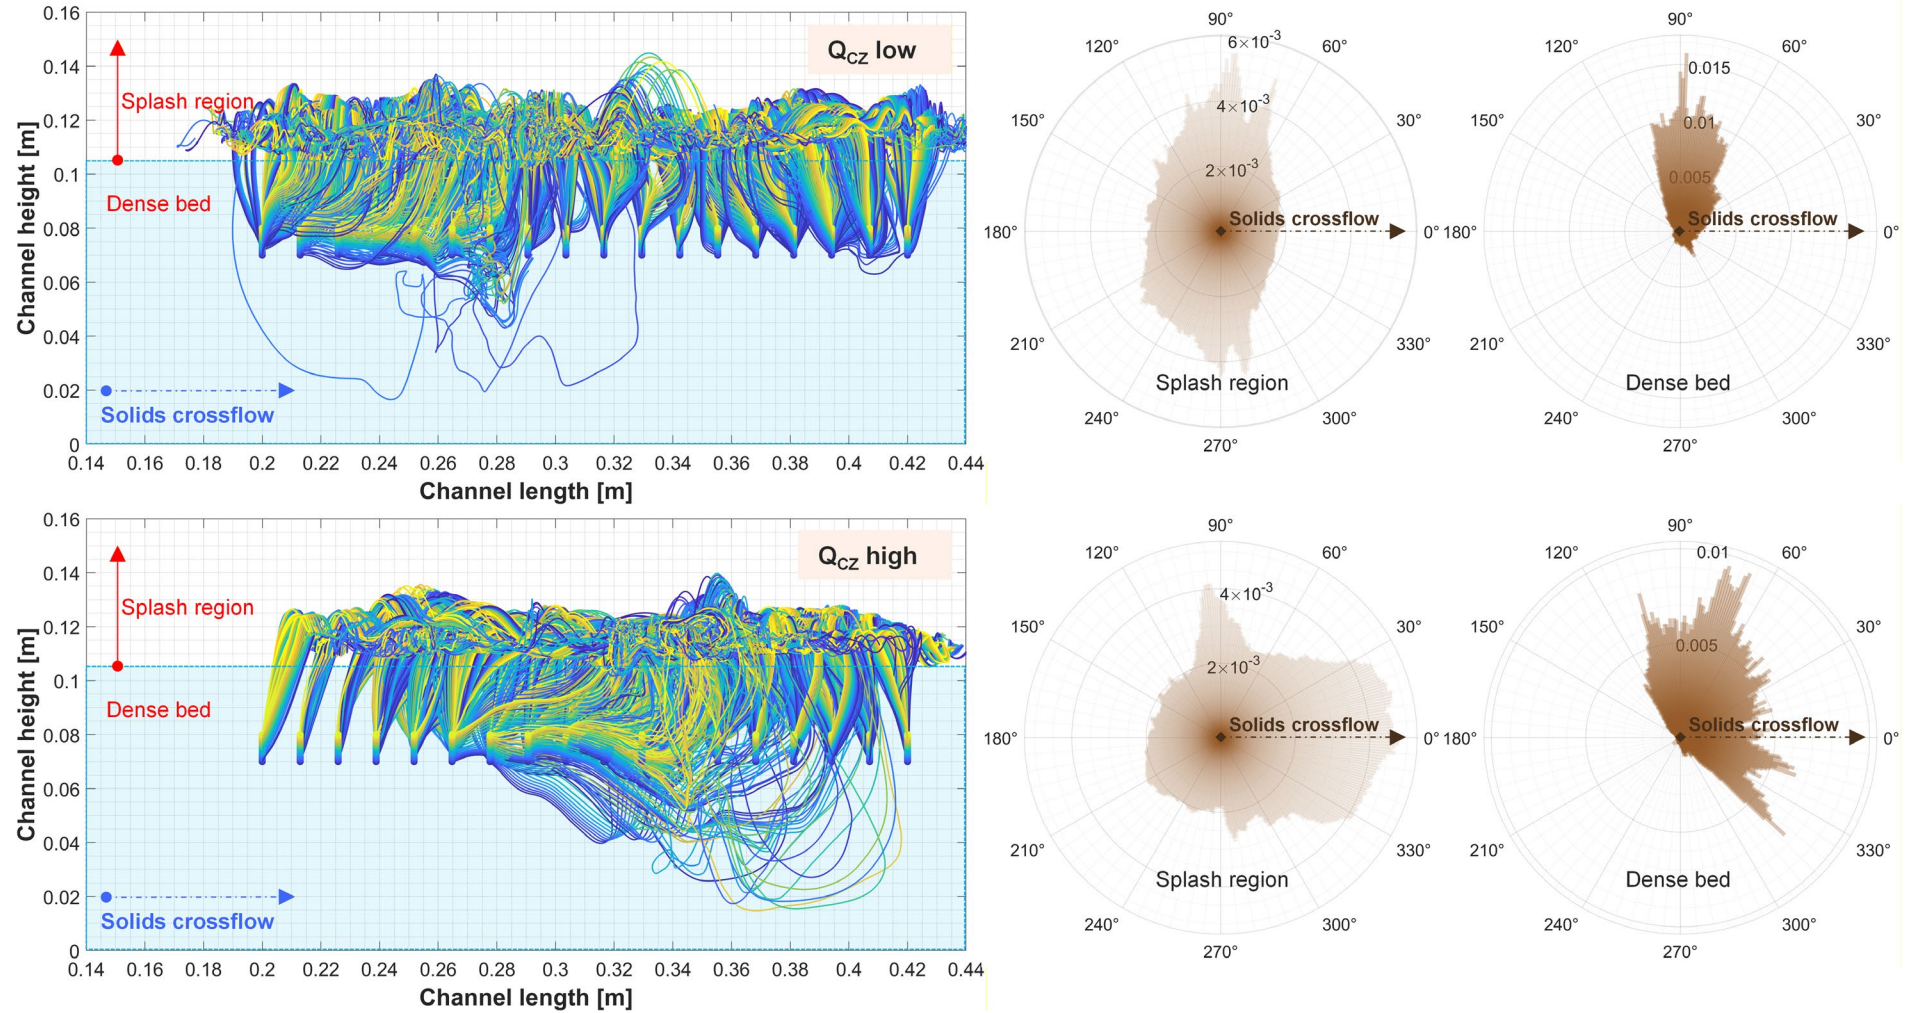 0.16
0.14
0.12
0.1
0.08
0.06
0.04
0.02
0
Channel height [m]
Q_CZ low
Splash region
Dense bed
Solids crossflow
0.14 0.16 0.18 0.2 0.22 0.24 0.26 0.28 0.3 0.32 0.34 0.36 0.38 0.4 0.42 0.44
Channel length [m]
90°
120° 60°
6×10⁻³
4×10⁻³
150° 30°
2×10⁻³
Solids crossflow
180° 0°
210° 330°
Splash region
240° 300°
270°
90°
120° 60°
0.015
150° 0.01 30°
0.005
Solids crossflow
180° 0°
210° 330°
Dense bed
240° 300°
270°
0.16
0.14
0.12
0.1
0.08
0.06
0.04
0.02
0
Channel height [m]
Q_CZ high
Splash region
Dense bed
Solids crossflow
0.14 0.16 0.18 0.2 0.22 0.24 0.26 0.28 0.3 0.32 0.34 0.36 0.38 0.4 0.42 0.44
Channel length [m]
90°
120° 60°
4×10⁻³
150° 30°
2×10⁻³
Solids crossflow
180° 0°
210° 330°
Splash region
240° 300°
270°
90°
120° 0.01 60°
150° 30°
0.005
Solids crossflow
180° 0°
210° 330°
Dense bed
240° 300°
270°